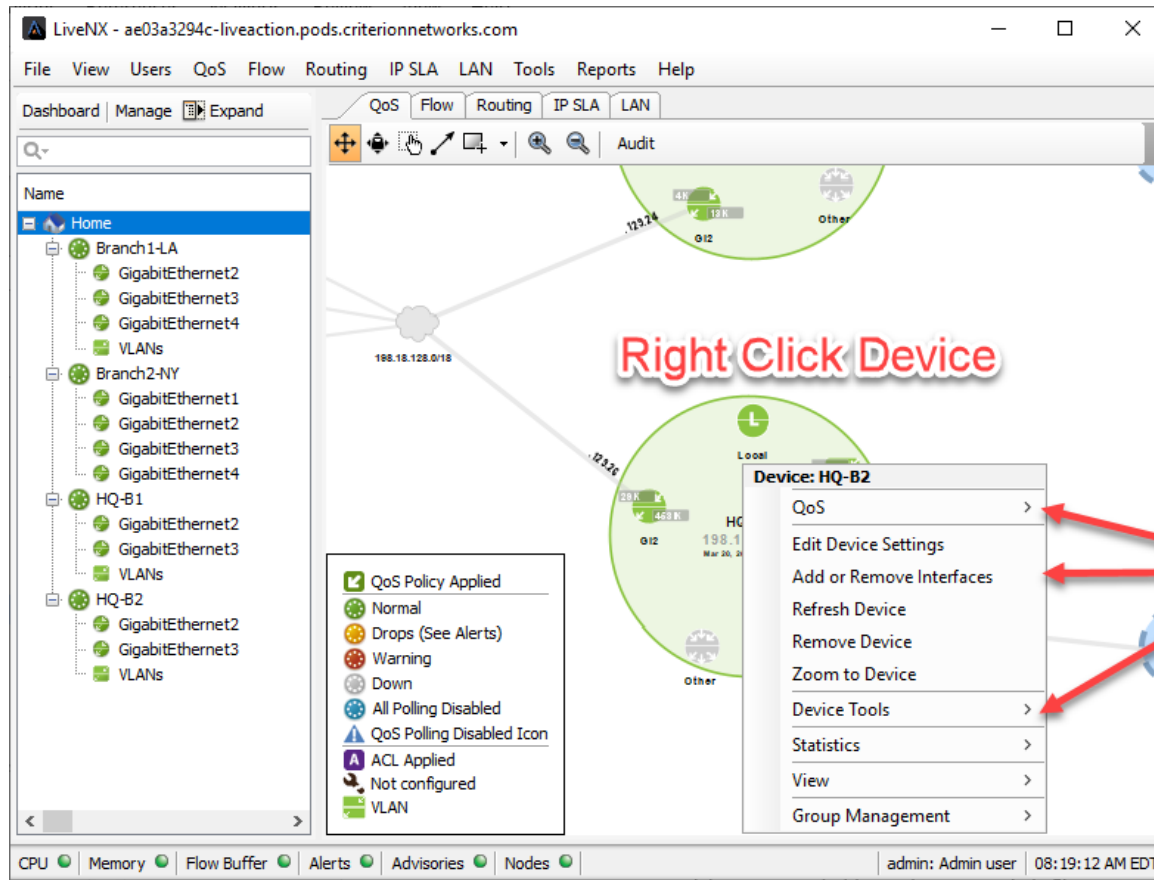 LiveNX - ae03a3294c-liveaction.pods.criterionnetworks.com
File View Users QoS Flow Routing IP SLA LAN Tools Reports Help
Dashboard Manage Expand
QoS Flow Routing IP SLA LAN
Audit
Name
Home
Branch1-LA
GigabitEthernet2
GigabitEthernet3
GigabitEthernet4
VLANs
Branch2-NY
GigabitEthernet1
GigabitEthernet2
GigabitEthernet3
GigabitEthernet4
HQ-B1
GigabitEthernet2
GigabitEthernet3
VLANs
HQ-B2
GigabitEthernet2
GigabitEthernet3
VLANs
4K
18K
GI2
Other
.129.24
198.18.128.0/18
Right Click Device
.129.26
Local
29K
GI2
HQ
198.1
Other
QoS Policy Applied
Normal
Drops (See Alerts)
Warning
Down
All Polling Disabled
QoS Polling Disabled Icon
A ACL Applied
Not configured
VLAN
Device: HQ-B2
QoS
Edit Device Settings
Add or Remove Interfaces
Refresh Device
Remove Device
Zoom to Device
Device Tools
Statistics
View
Group Management
CPU Memory Flow Buffer Alerts Advisories Nodes admin: Admin user 08:19:12 AM EDT